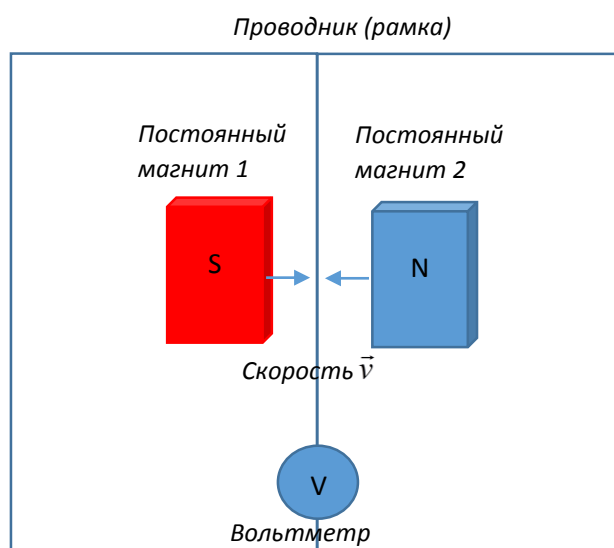 Проводник (рамка)
Постоянный
магнит 1
Постоянный
магнит 2
S
N
Скорость v⃗
V
Вольтметр